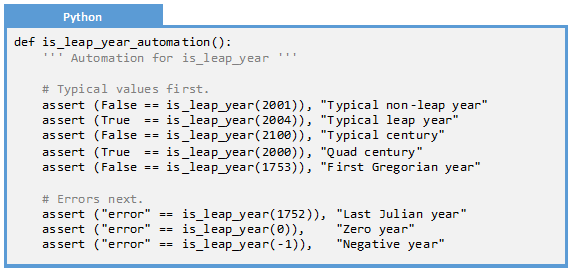 Python
def is_leap_year_automation():
    ''' Automation for is_leap_year '''
    # Typical values first.
    assert (False == is_leap_year(2001)), "Typical non-leap year"
    assert (True  == is_leap_year(2004)), "Typical leap year"
    assert (False == is_leap_year(2100)), "Typical century"
    assert (True  == is_leap_year(2000)), "Quad century"
    assert (False == is_leap_year(1753)), "First Gregorian year"
    # Errors next.
    assert ("error" == is_leap_year(1752)), "Last Julian year"
    assert ("error" == is_leap_year(0)),    "Zero year"
    assert ("error" == is_leap_year(-1)),   "Negative year"